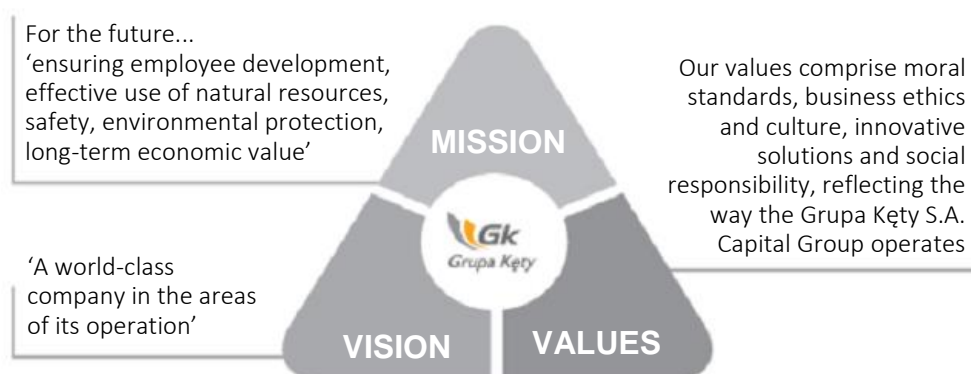 For the future...
‘ensuring employee development,
effective use of natural resources,
safety, environmental protection,
long-term economic value’
MISSION
Our values comprise moral
standards, business ethics
and culture, innovative
solutions and social
responsibility, reflecting the
way the Grupa Kęty S.A.
Capital Group operates
Gk
Grupa Kęty
‘A world-class
company in the areas
of its operation’
VISION
VALUES